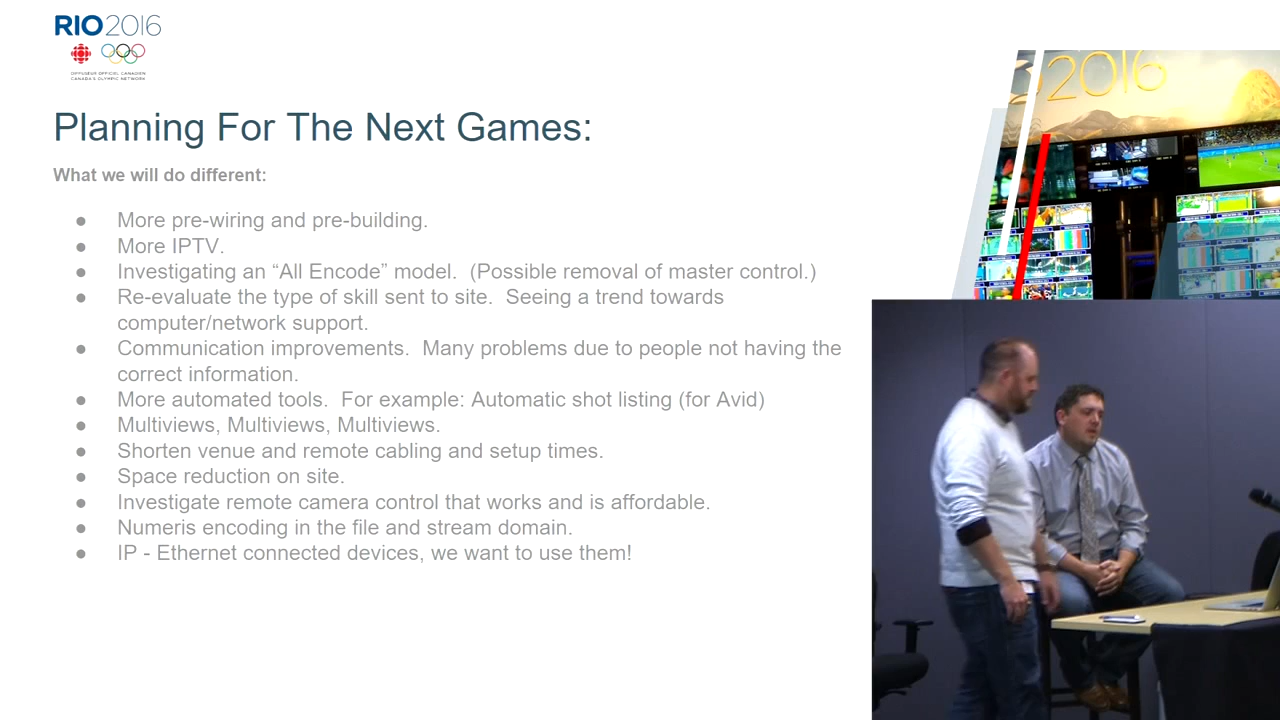 RIO2016
DIFFUSEUR OFFICIEL CANADIEN
CANADA'S OLYMPIC NETWORK
2016
Planning For The Next Games:
What we will do different:
● More pre-wiring and pre-building.
● More IPTV.
● Investigating an “All Encode” model.  (Possible removal of master control.)
● Re-evaluate the type of skill sent to site.  Seeing a trend towards
computer/network support.
● Communication improvements.  Many problems due to people not having the
correct information.
● More automated tools.  For example: Automatic shot listing (for Avid)
● Multiviews, Multiviews, Multiviews.
● Shorten venue and remote cabling and setup times.
● Space reduction on site.
● Investigate remote camera control that works and is affordable.
● Numeris encoding in the file and stream domain.
● IP - Ethernet connected devices, we want to use them!